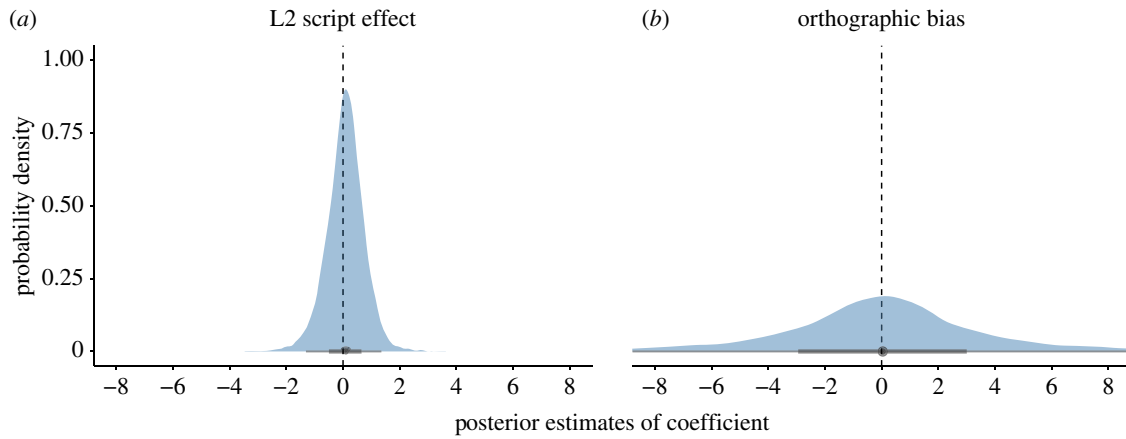 (a) L2 script effect
(b) orthographic bias
probability density
1.00
0.75
0.50
0.25
0
−8 −6 −4 −2 0 2 4 6 8
−8 −6 −4 −2 0 2 4 6 8
posterior estimates of coefficient